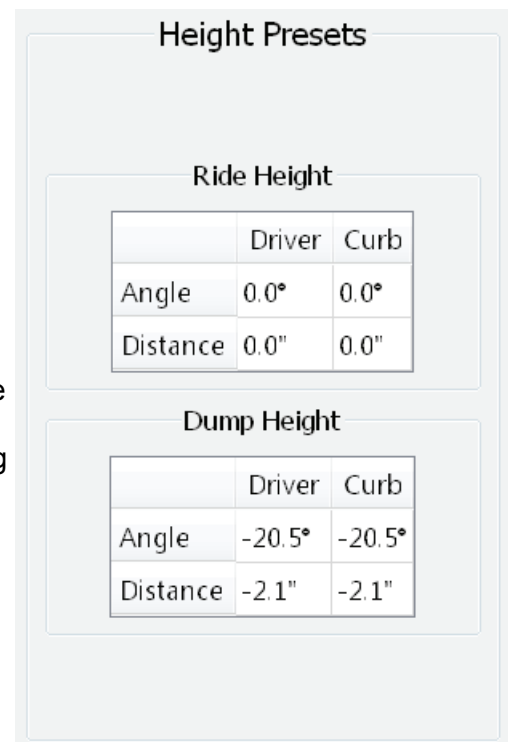 Height Presets
Ride Height
Driver Curb
Angle 0.0° 0.0°
Distance 0.0" 0.0"
e
Dump Height
g
Driver Curb
Angle -20.5° -20.5°
Distance -2.1" -2.1"